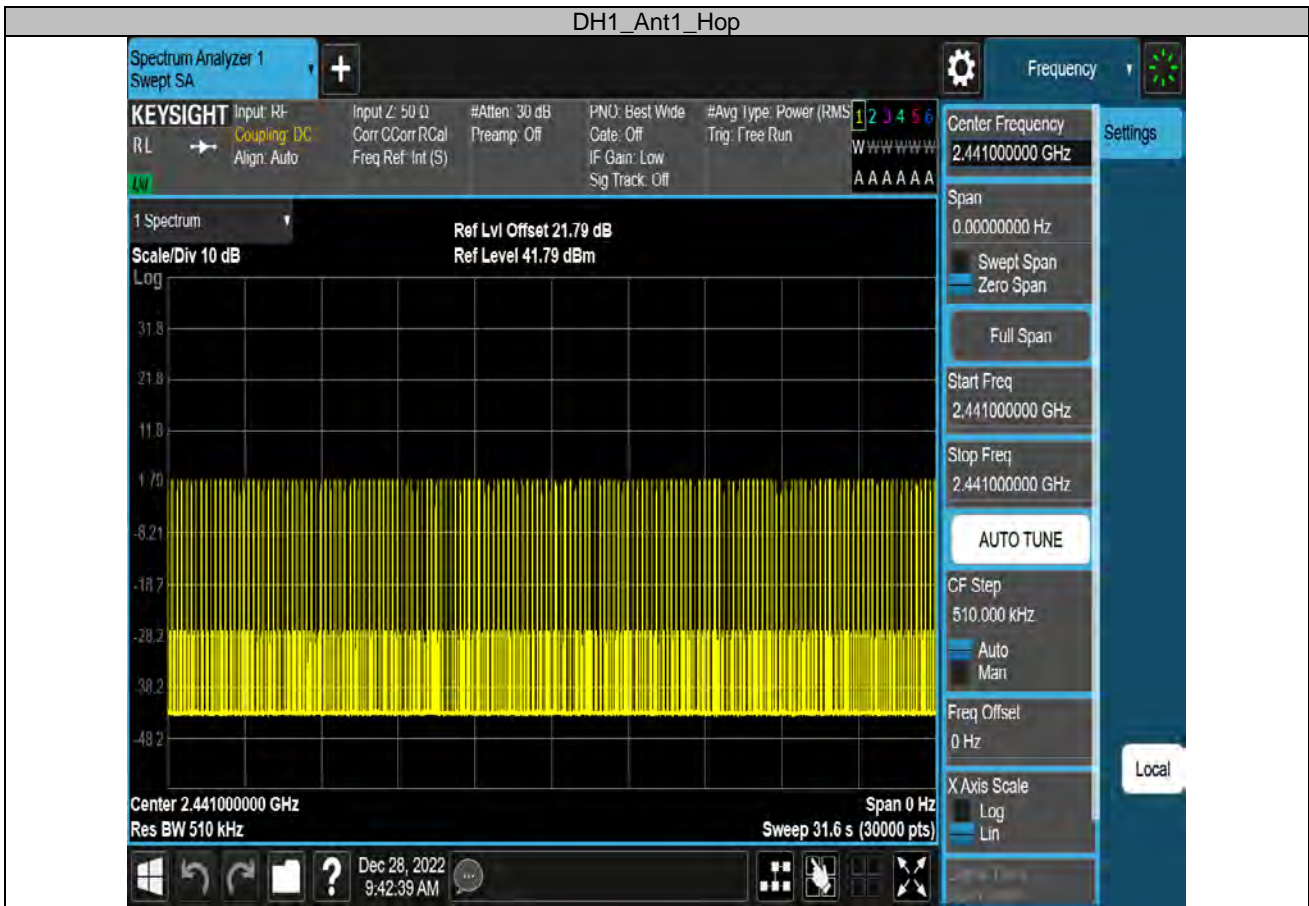 DH1_Ant1_Hop
Spectrum Analyzer 1
Swept SA
Frequency
KEYSIGHT Input: RF
Input Z: 50 Ω
#Atten: 30 dB
PNO: Best Wide
#Avg Type: Power (RMS
1 2 3 4 5 6
RL
Coupling: DC
Corr CCorr RCal
Preamp: Off
Gate: Off
Trig: Free Run
Align: Auto
Freq Ref: Int (S)
IF Gain: Low
W W W W W W
Sig Track: Off
A A A A A A
Center Frequency
2.441000000 GHz
Settings
Span
0.00000000 Hz
Swept Span
Zero Span
Full Span
Start Freq
2.441000000 GHz
Stop Freq
2.441000000 GHz
AUTO TUNE
CF Step
510.000 kHz
Auto
Man
Freq Offset
0 Hz
X Axis Scale
Log
Lin
Local
1 Spectrum
Ref Lvl Offset 21.79 dB
Scale/Div 10 dB
Ref Level 41.79 dBm
Log
31.8
21.8
11.8
1.79
-8.21
-18.2
-28.2
-38.2
-48.2
Center 2.441000000 GHz
Span 0 Hz
Res BW 510 kHz
Sweep 31.6 s (30000 pts)
?
Dec 28, 2022
9:42:39 AM